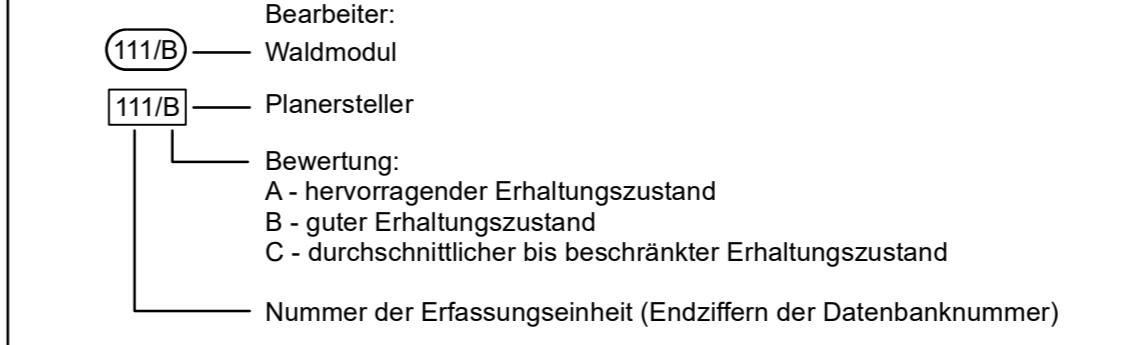 Bearbeiter:
111/B Waldmodul
111/B Planersteller
Bewertung:
A - hervorragender Erhaltungszustand
B - guter Erhaltungszustand
C - durchschnittlicher bis beschränkter Erhaltungszustand
Nummer der Erfassungseinheit (Endziffern der Datenbanknummer)